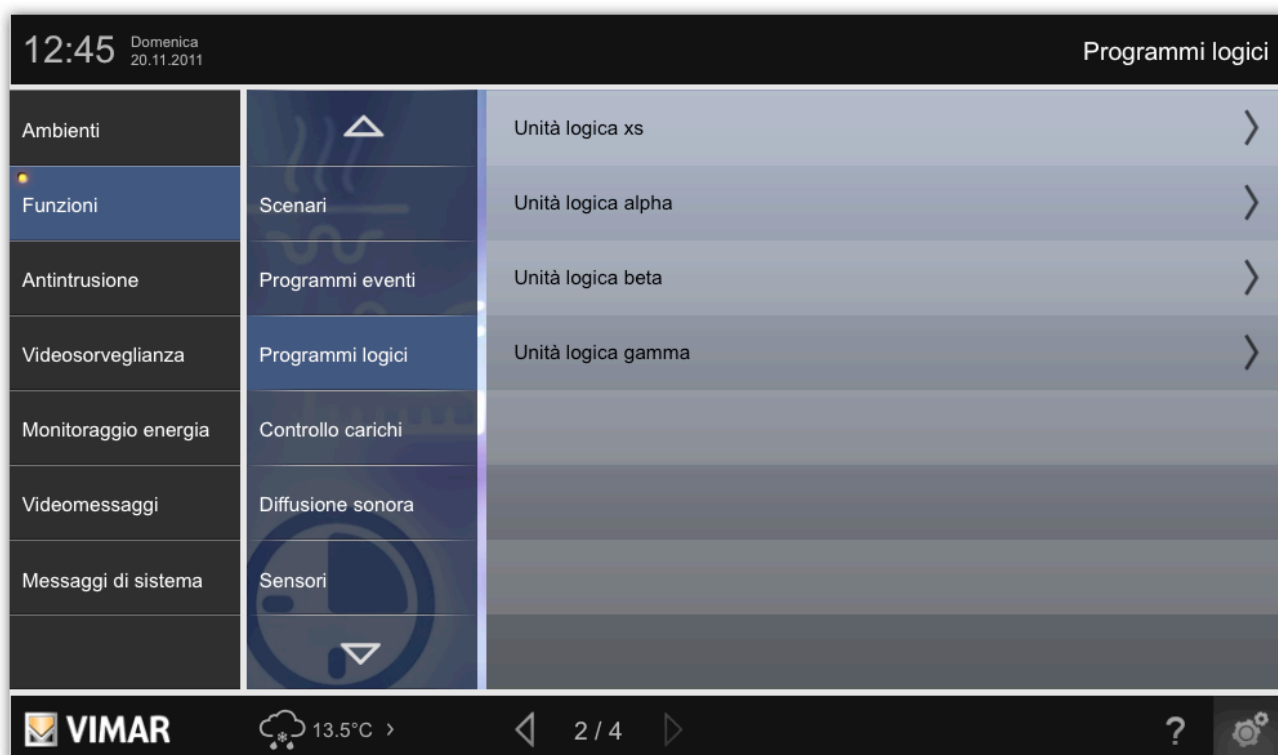 12:45 Domenica
20.11.2011
Programmi logici
Ambienti
Funzioni
Antintrusione
Videosorveglianza
Monitoraggio energia
Videomessaggi
Messaggi di sistema
Scenari
Programmi eventi
Programmi logici
Controllo carichi
Diffusione sonora
Sensori
Unità logica xs
Unità logica alpha
Unità logica beta
Unità logica gamma
VIMAR
13.5°C >
2 / 4
?